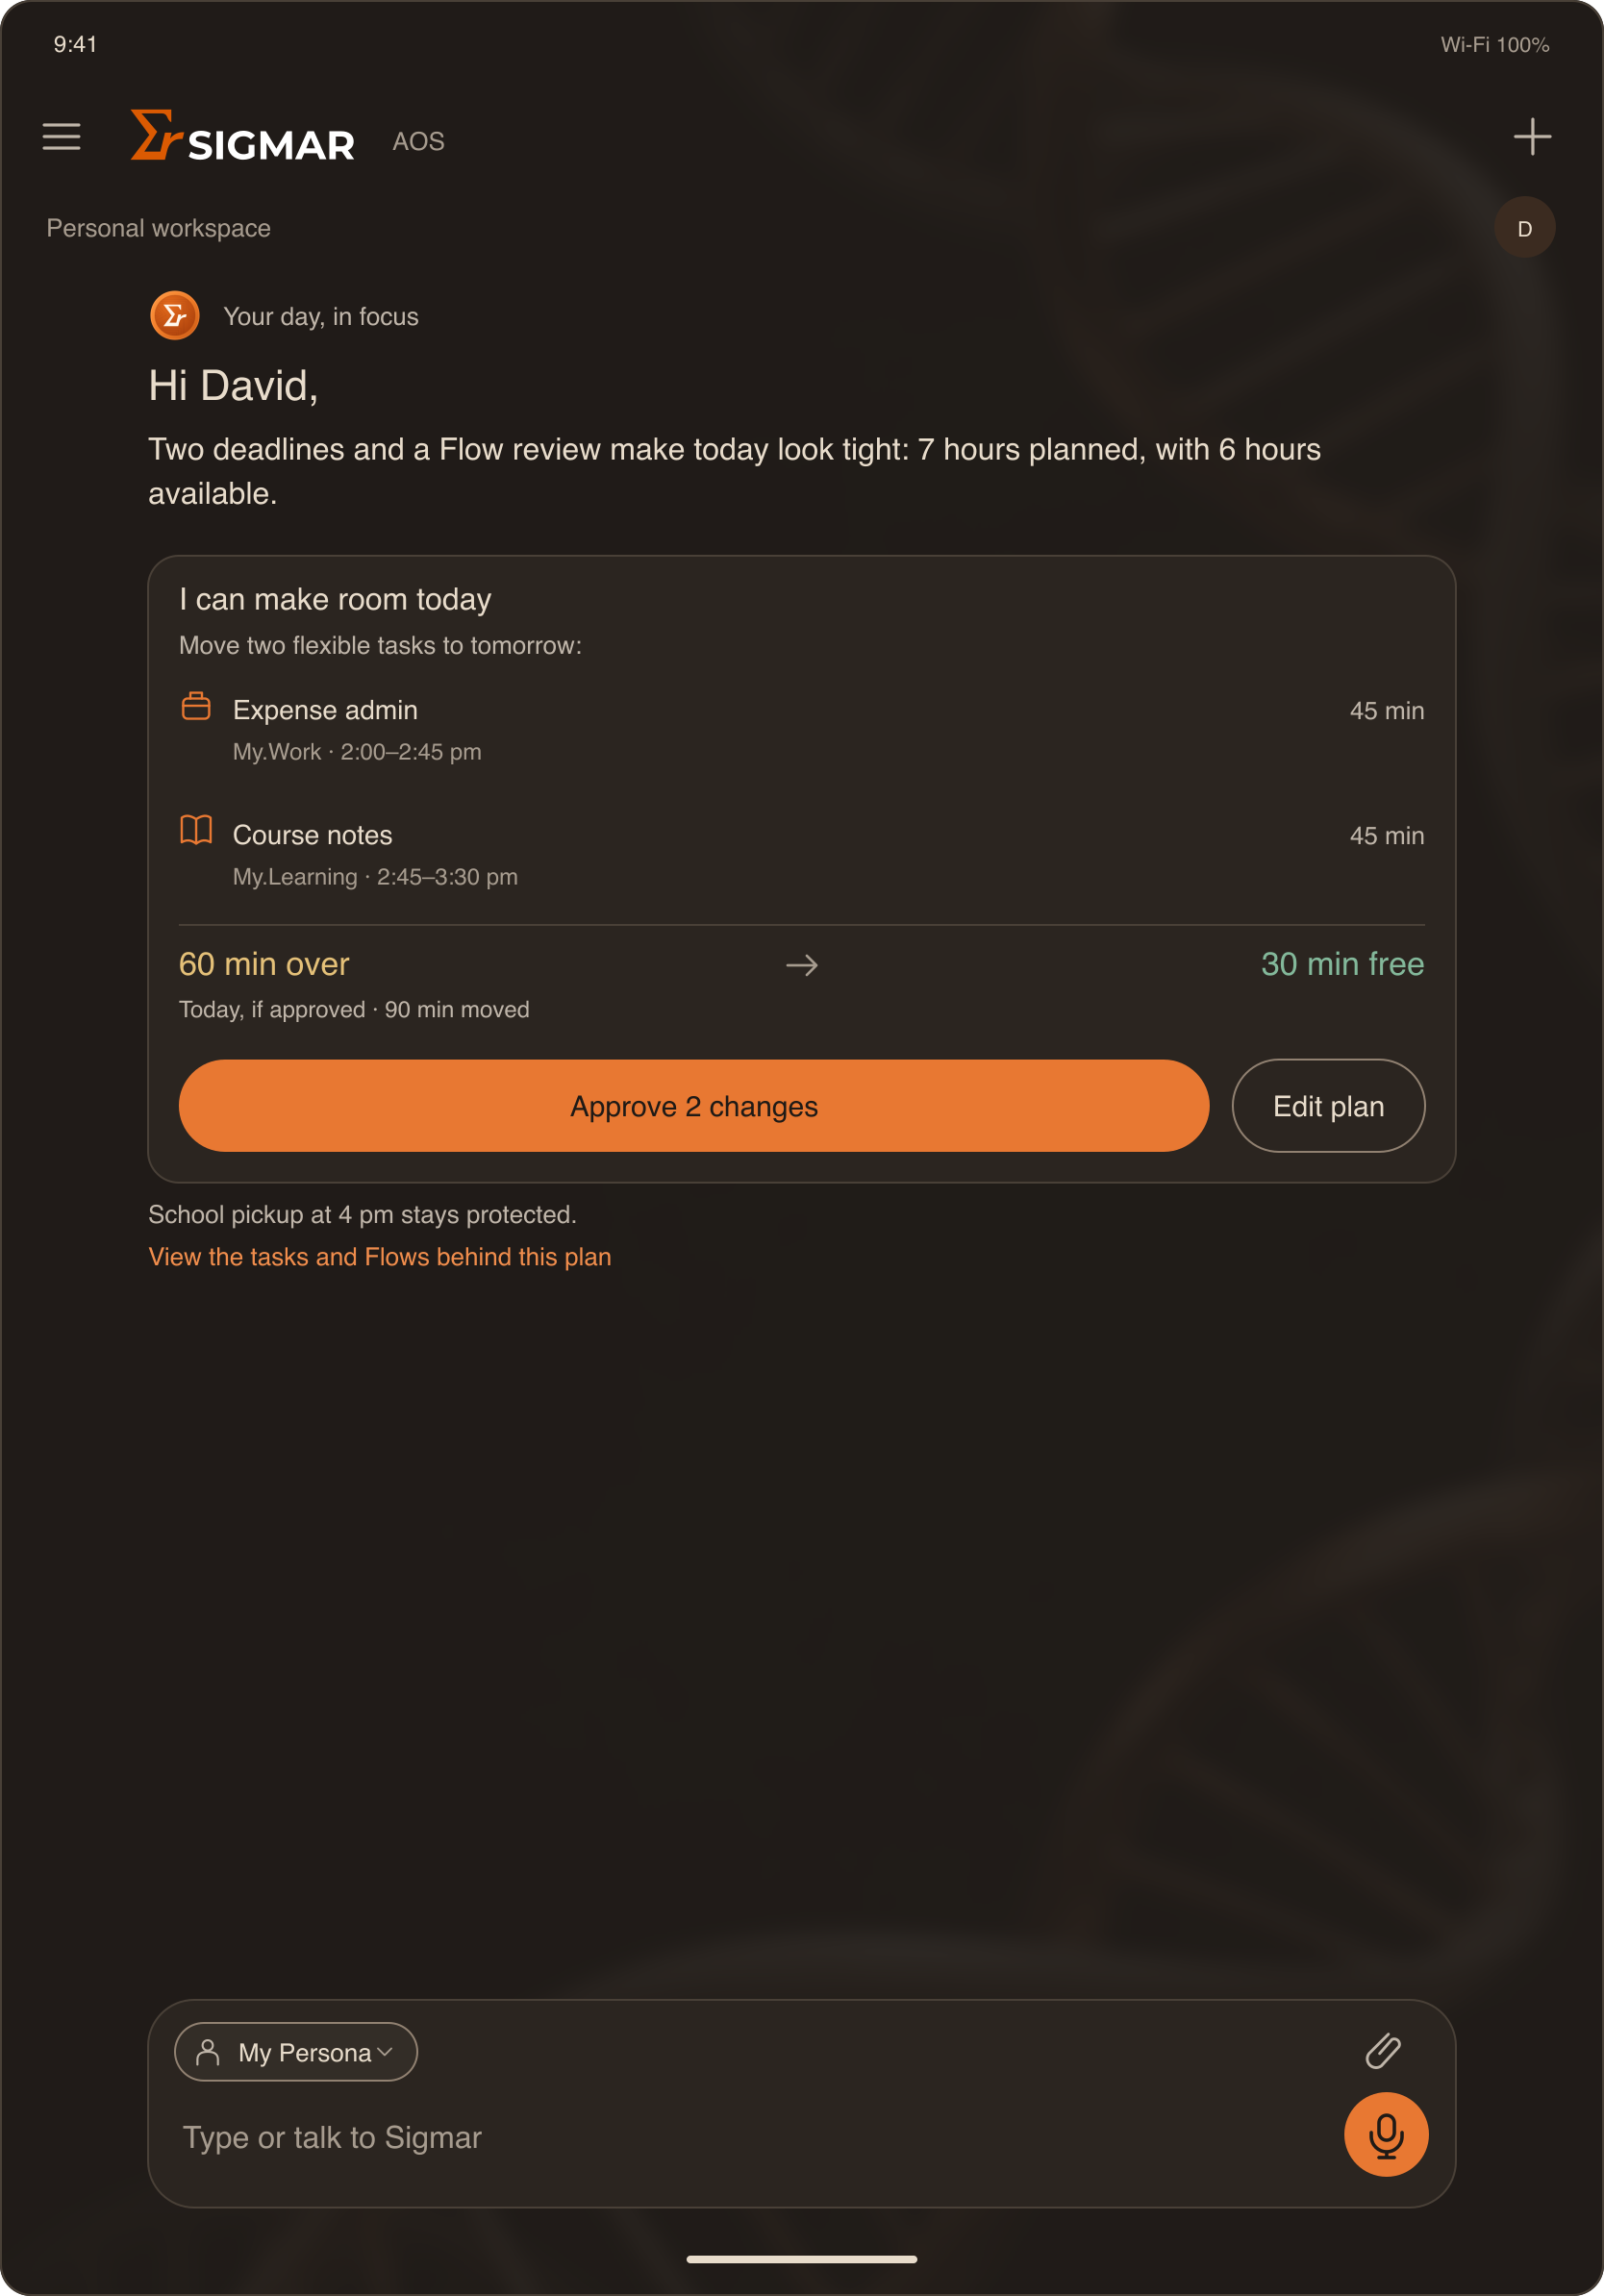 9:41
Wi-Fi 100%
Σr SIGMAR AOS
Personal workspace
D
Σr
Your day, in focus
Hi David,
Two deadlines and a Flow review make today look tight: 7 hours planned, with 6 hours
available.
I can make room today
Move two flexible tasks to tomorrow:
Expense admin
45 min
My.Work · 2:00–2:45 pm
Course notes
45 min
My.Learning · 2:45–3:30 pm
60 min over → 30 min free
Today, if approved · 90 min moved
Approve 2 changes
Edit plan
School pickup at 4 pm stays protected.
View the tasks and Flows behind this plan
My Persona
Type or talk to Sigmar